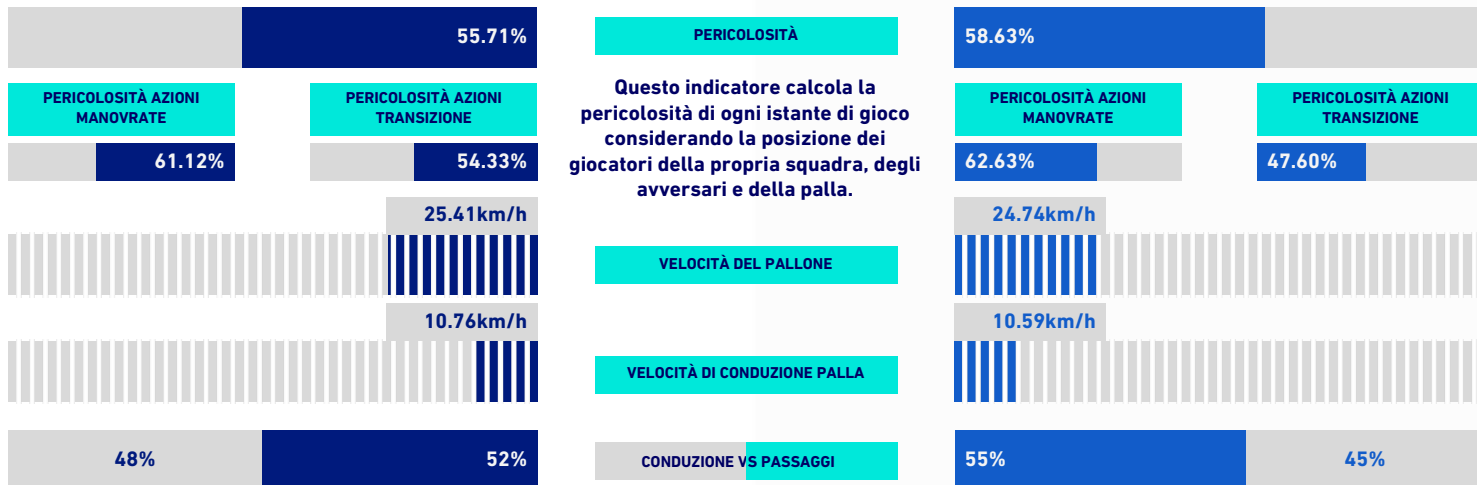 55.71%
PERICOLOSITÀ
58.63%
PERICOLOSITÀ AZIONI
MANOVRATE
PERICOLOSITÀ AZIONI
TRANSIZIONE
Questo indicatore calcola la
pericolosità di ogni istante di gioco
considerando la posizione dei
giocatori della propria squadra, degli
avversari e della palla.
PERICOLOSITÀ AZIONI
MANOVRATE
PERICOLOSITÀ AZIONI
TRANSIZIONE
61.12%
54.33%
62.63%
47.60%
25.41km/h
24.74km/h
VELOCITÀ DEL PALLONE
10.76km/h
10.59km/h
VELOCITÀ DI CONDUZIONE PALLA
48%
52%
CONDUZIONE VS PASSAGGI
55%
45%